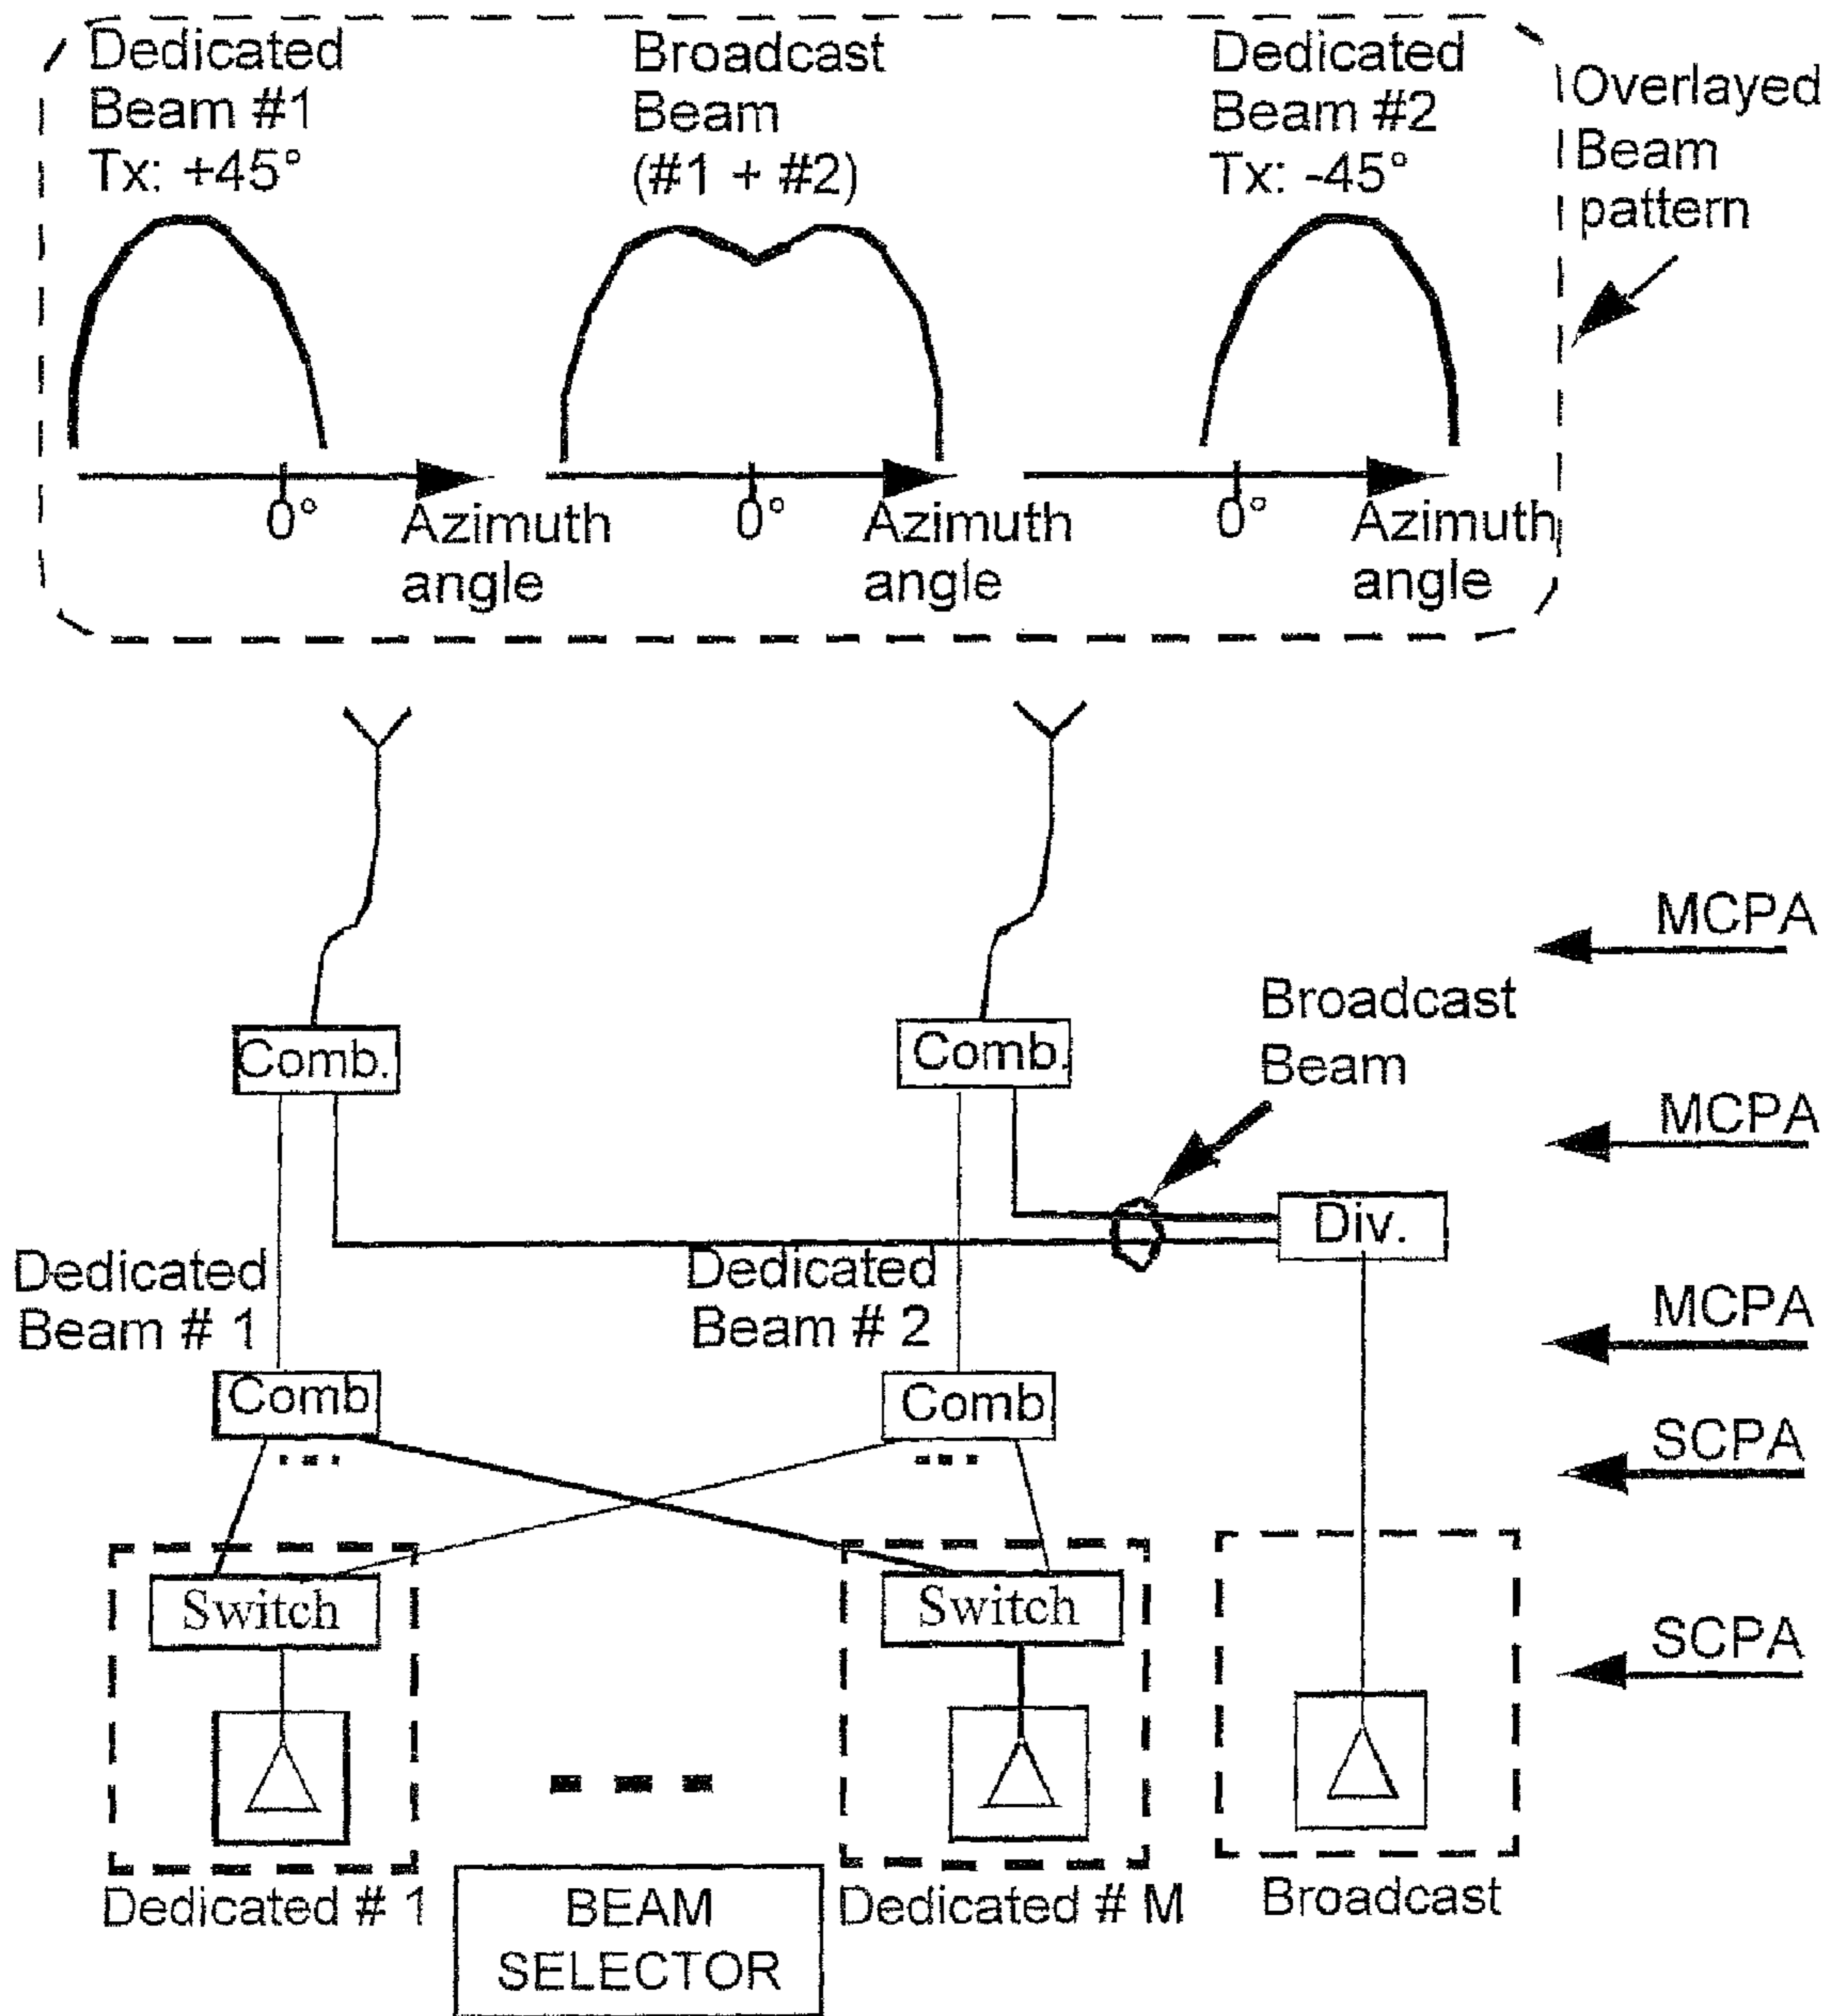 Dedicated
Beam #1
Tx: +45°
Broadcast
Beam
(#1 + #2)
Dedicated
Beam #2
Tx: -45°
Overlayed
Beam
pattern
0°
Azimuth
angle
0°
Azimuth
angle
0°
Azimuth
angle
MCPA
Broadcast
Beam
Comb.
Comb.
MCPA
Div.
Dedicated
Beam # 1
Dedicated
Beam # 2
MCPA
Comb
Comb
SCPA
Switch
Switch
SCPA
Dedicated # 1
BEAM
SELECTOR
Dedicated # M
Broadcast